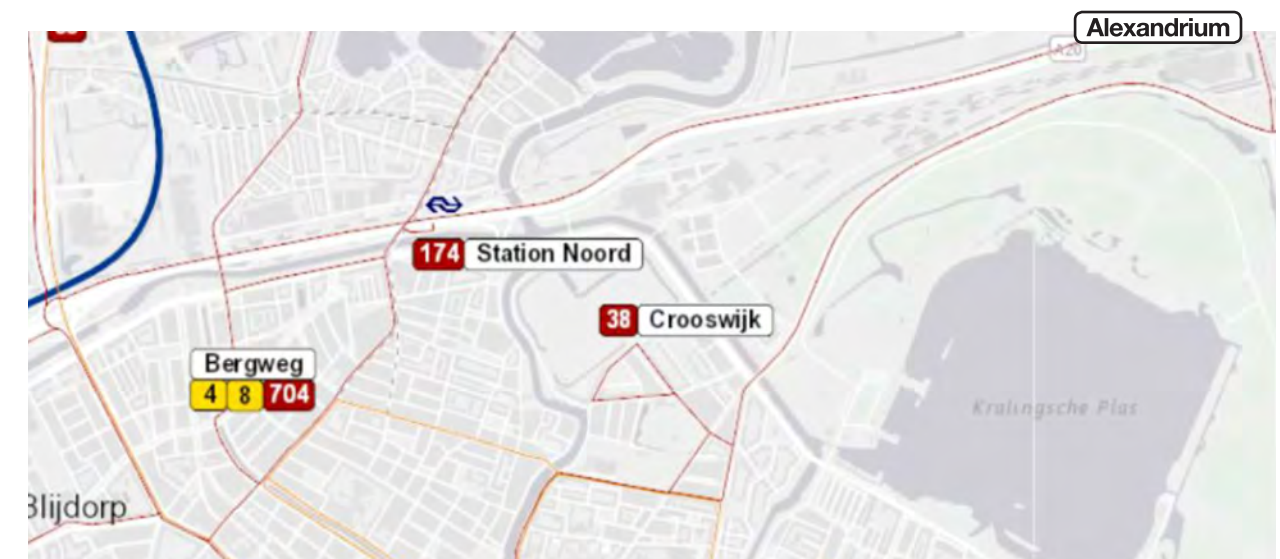 Alexandrium
A20
174 Station Noord
38 Crooswijk
Bergweg
4 8 704
Kralingsche Plas
Blijdorp